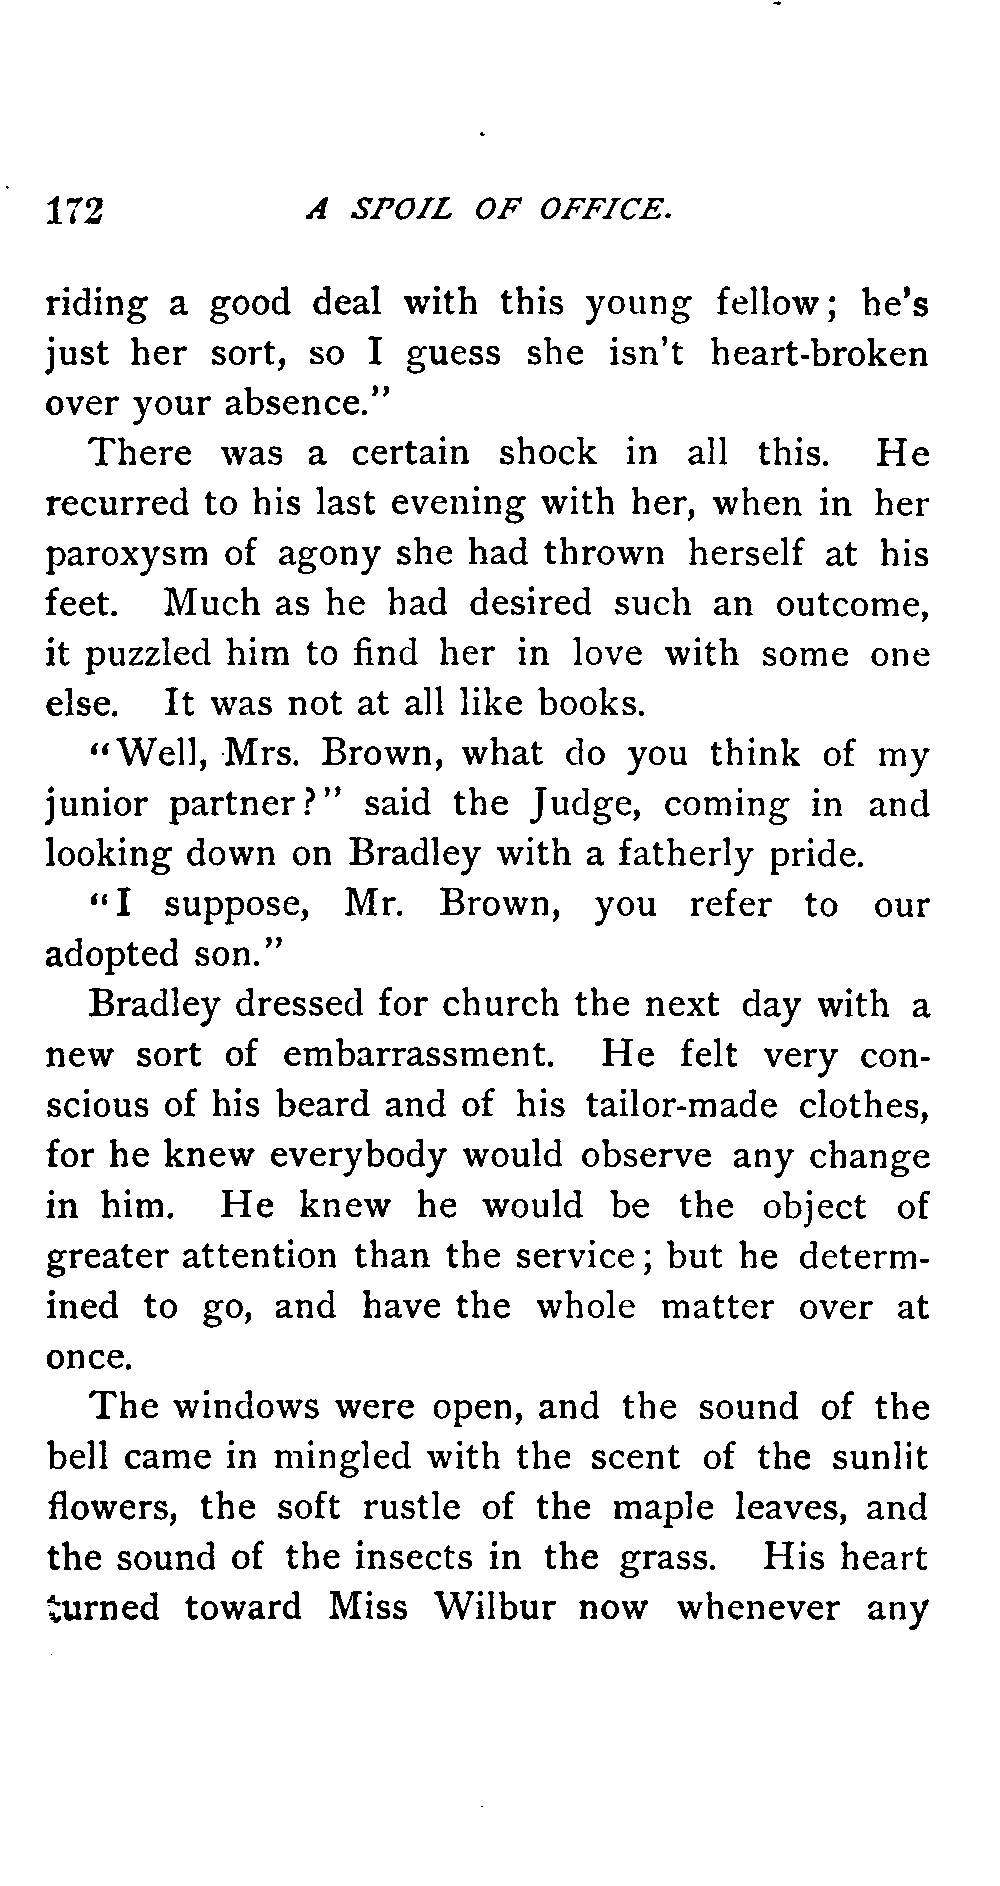 172 A SPOIL OF OFFICE.
riding a good deal with this young fellow; he's
just her sort, so I guess she isn't heart-broken
over your absence."
There was a certain shock in all this. He
recurred to his last evening with her, when in her
paroxysm of agony she had thrown herself at his
feet. Much as he had desired such an outcome,
it puzzled him to find her in love with some one
else. It was not at all like books.
"Well, Mrs. Brown, what do you think of my
junior partner?" said the Judge, coming in and
looking down on Bradley with a fatherly pride.
"I suppose, Mr. Brown, you refer to our
adopted son."
Bradley dressed for church the next day with a
new sort of embarrassment. He felt very con-
scious of his beard and of his tailor-made clothes,
for he knew everybody would observe any change
in him. He knew he would be the object of
greater attention than the service; but he determ-
ined to go, and have the whole matter over at
once.
The windows were open, and the sound of the
bell came in mingled with the scent of the sunlit
flowers, the soft rustle of the maple leaves, and
the sound of the insects in the grass. His heart
turned toward Miss Wilbur now whenever any